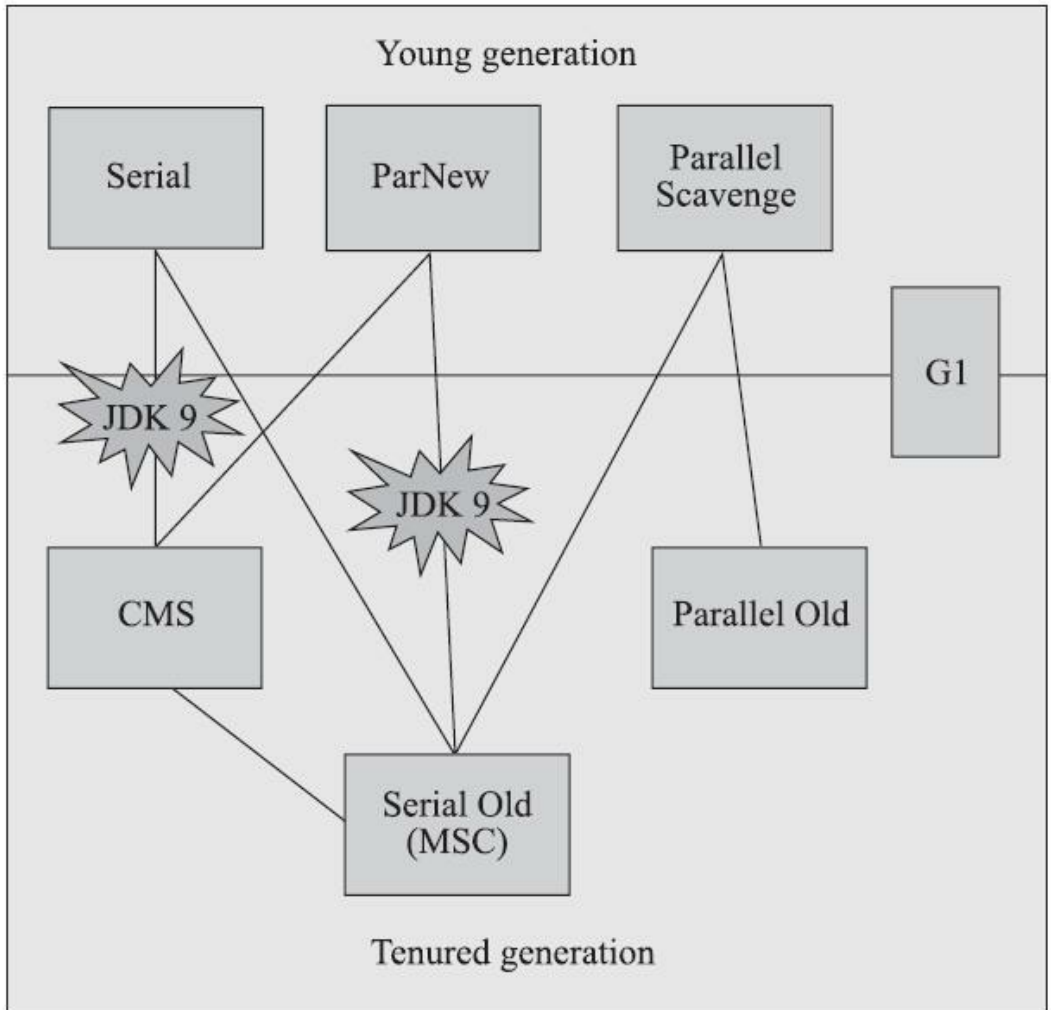 Young generation
Serial
ParNew
Parallel
Scavenge
G1
JDK 9
JDK 9
CMS
Parallel Old
Serial Old
(MSC)
Tenured generation